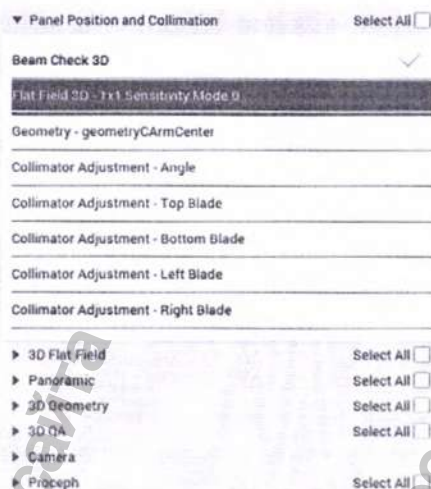 ▼ Panel Position and Collimation Select All
Beam Check 3D
Flat Field 3D - 1x1 Sensitivity Mode 0
Geometry - geometryCArmCenter
Collimator Adjustment - Angle
Collimator Adjustment - Top Blade
Collimator Adjustment - Bottom Blade
Collimator Adjustment - Left Blade
Collimator Adjustment - Right Blade
▶ 3D Flat Field Select All
▶ Panoramic Select All
▶ 3D Geometry Select All
▶ 3D QA Select All
▶ Camera
▶ Proceph Select All
сайта